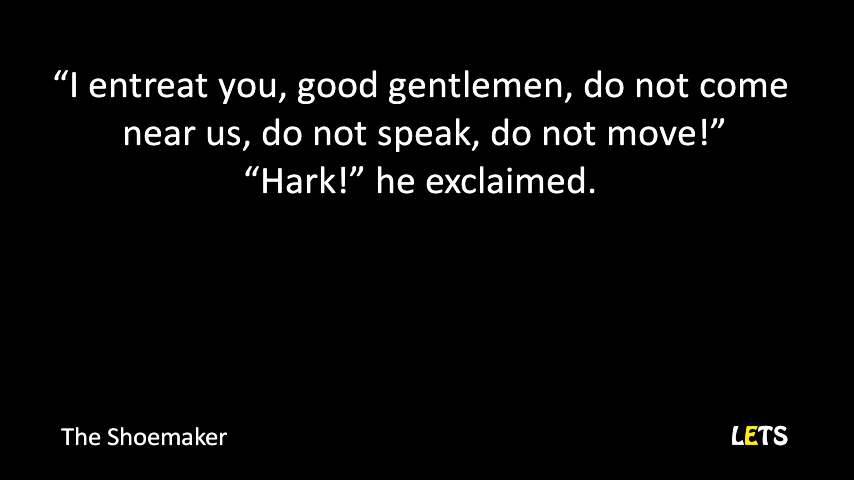 “I entreat you, good gentlemen, do not come
near us, do not speak, do not move!”
“Hark!” he exclaimed.
The Shoemaker
LETS